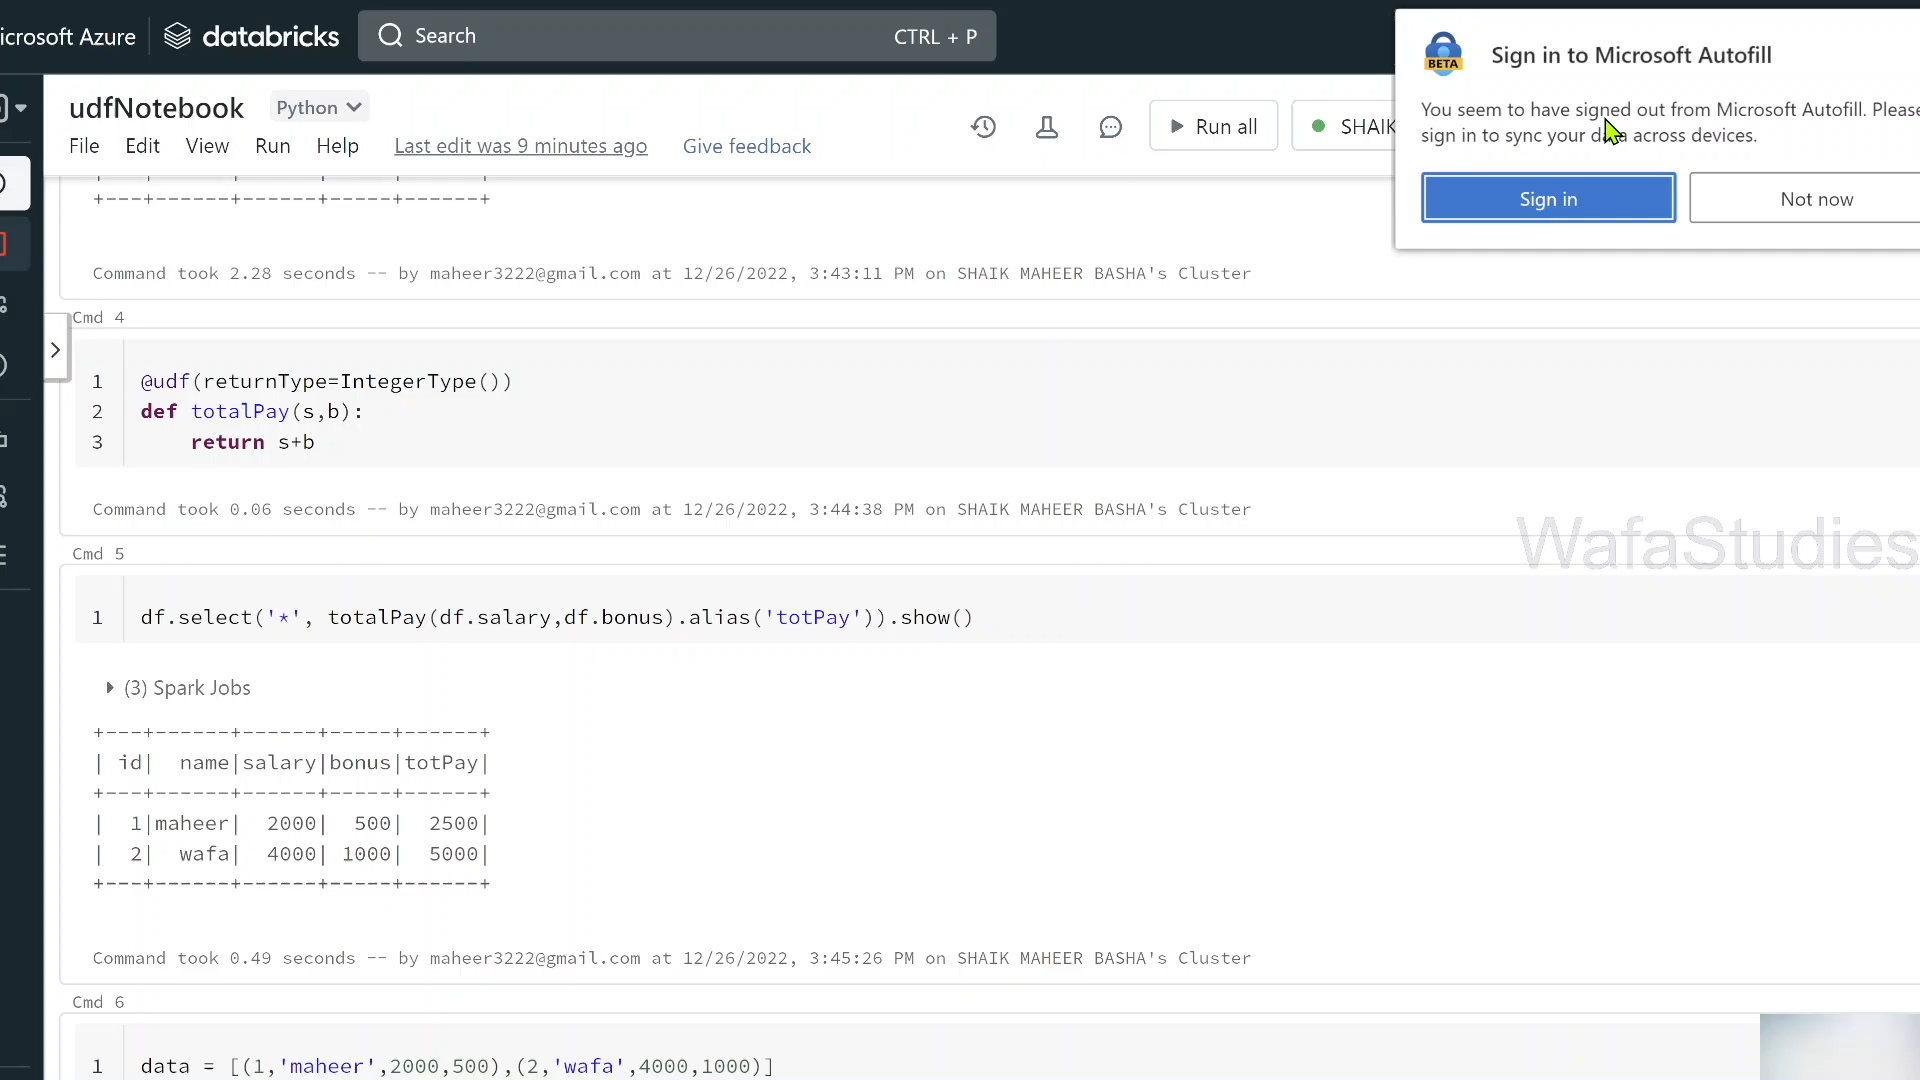 icrosoft Azure
databricks
Search
CTRL + P
udfNotebook
Python
File
Edit
View
Run
Help
Last edit was 9 minutes ago
Give feedback
Run all
SHAIK
BETA
Sign in to Microsoft Autofill
You seem to have signed out from Microsoft Autofill. Please
sign in to sync your data across devices.
Sign in
Not now
+---+------+------+-----+------+
Command took 2.28 seconds -- by maheer3222@gmail.com at 12/26/2022, 3:43:11 PM on SHAIK MAHEER BASHA's Cluster
Cmd 4
1 @udf(returnType=IntegerType())
2 def totalPay(s,b):
3     return s+b
Command took 0.06 seconds -- by maheer3222@gmail.com at 12/26/2022, 3:44:38 PM on SHAIK MAHEER BASHA's Cluster
WafaStudies
Cmd 5
1 df.select('*', totalPay(df.salary,df.bonus).alias('totPay')).show()
(3) Spark Jobs
+---+------+------+-----+------+
| id|  name|salary|bonus|totPay|
+---+------+------+-----+------+
|  1|maheer|  2000|  500|  2500|
|  2|  wafa|  4000| 1000|  5000|
+---+------+------+-----+------+
Command took 0.49 seconds -- by maheer3222@gmail.com at 12/26/2022, 3:45:26 PM on SHAIK MAHEER BASHA's Cluster
Cmd 6
1 data = [(1,'maheer',2000,500),(2,'wafa',4000,1000)]